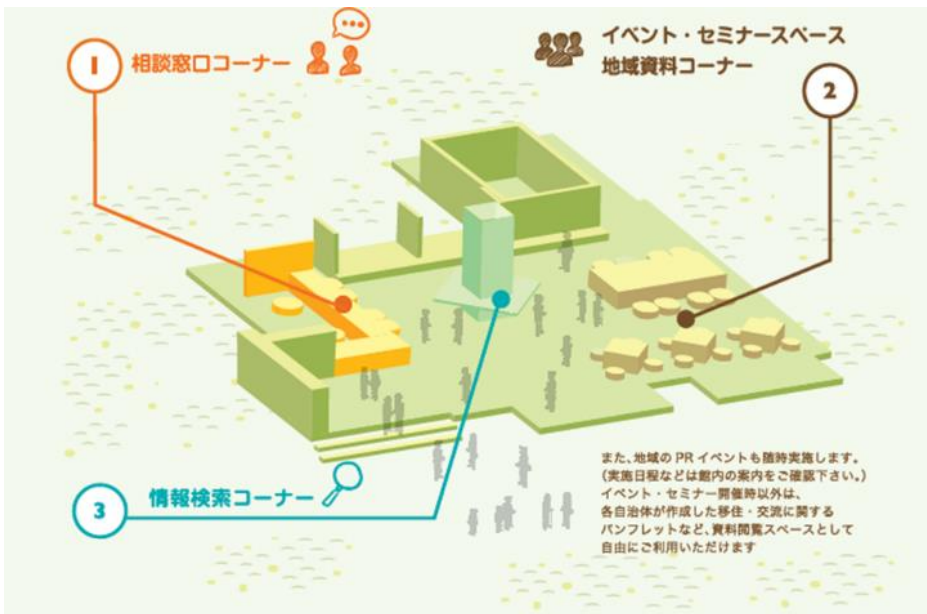 1
相談窓口コーナー
イベント・セミナースペース
地域資料コーナー
2
また、地域の PR イベントも随時実施します。
(実施日程などは館内の案内をご確認下さい。)
イベント・セミナー開催時以外は、
各自治体が作成した移住・交流に関する
パンフレットなど、資料閲覧スペースとして
自由にご利用いただけます
3
情報検索コーナー